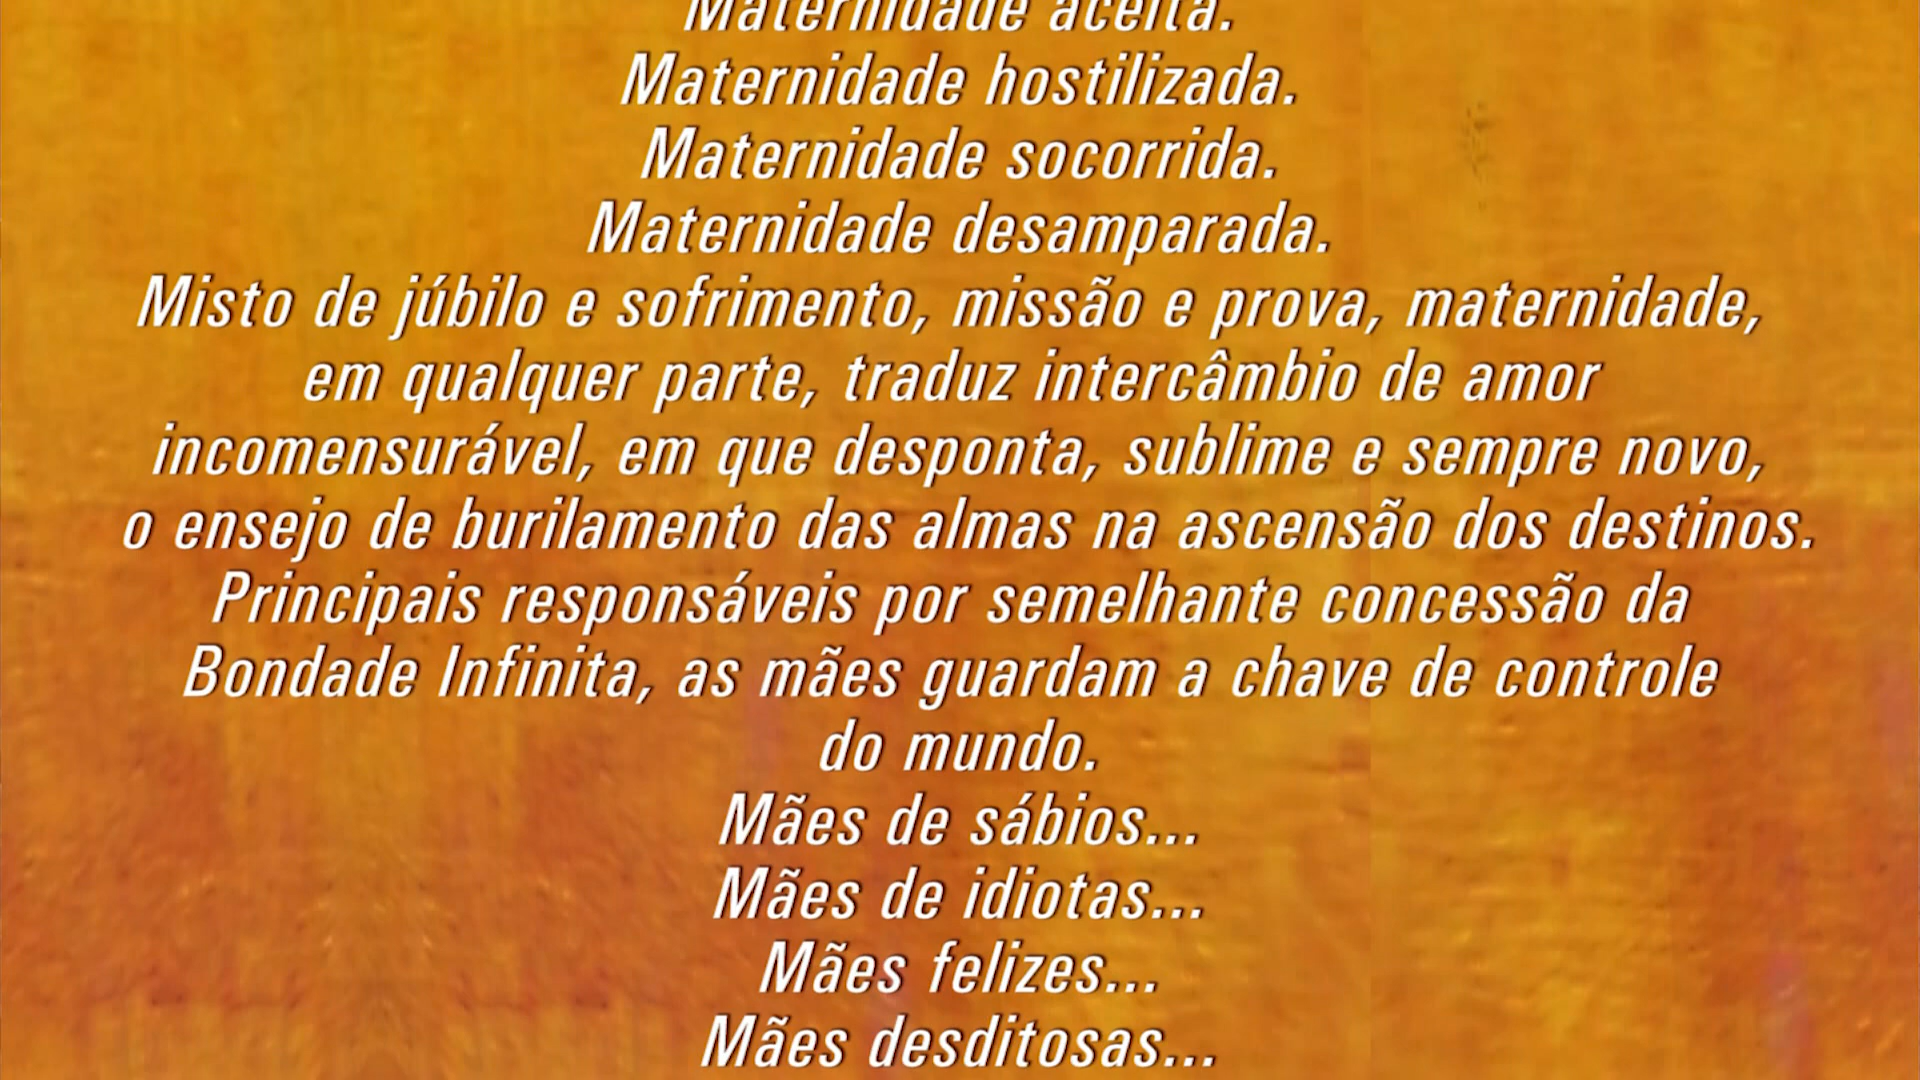 Maternidade aceita.
Maternidade hostilizada.
Maternidade socorrida.
Maternidade desamparada.
Misto de júbilo e sofrimento, missão e prova, maternidade,
em qualquer parte, traduz intercâmbio de amor
incomensurável, em que desponta, sublime e sempre novo,
o ensejo de burilamento das almas na ascensão dos destinos.
Principais responsáveis por semelhante concessão da
Bondade Infinita, as mães guardam a chave de controle
do mundo.
Mães de sábios...
Mães de idiotas...
Mães felizes...
Mães desditosas...